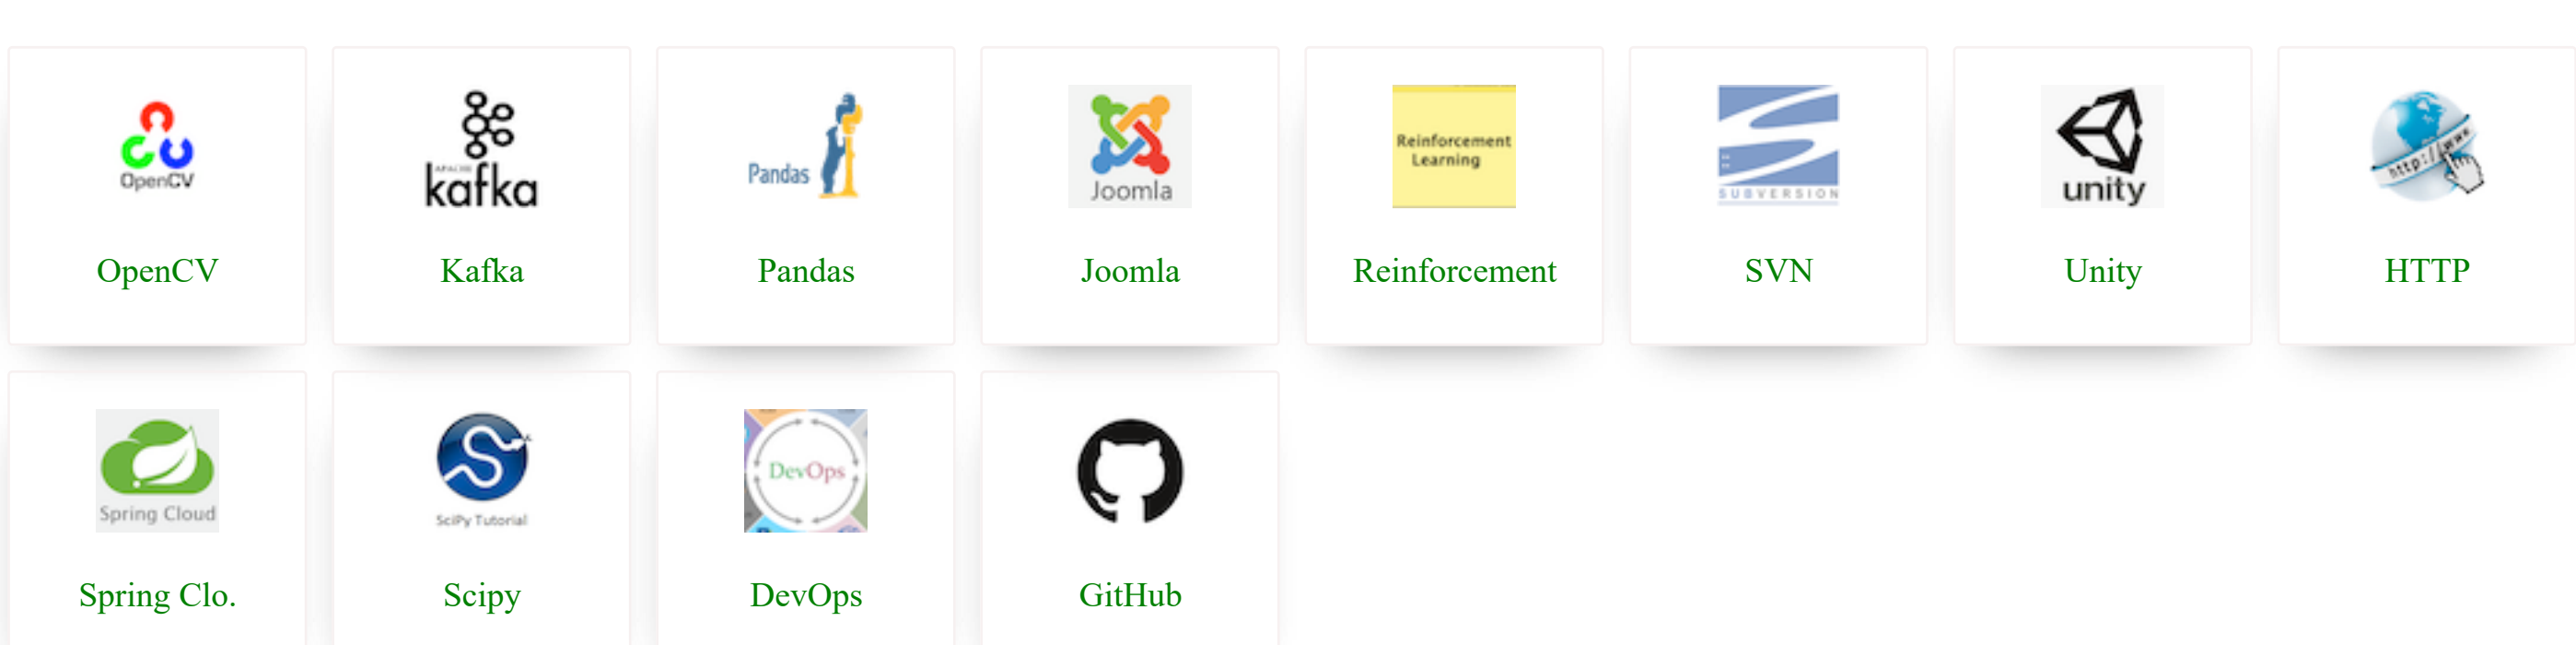 OpenCV
APACHE
kafka
Pandas
Joomla
Reinforcement
Learning
SUBVERSION
unity
http://www
OpenCV
Kafka
Pandas
Joomla
Reinforcement
SVN
Unity
HTTP
Spring Cloud
SciPy Tutorial
DevOps
Spring Clo.
Scipy
DevOps
GitHub